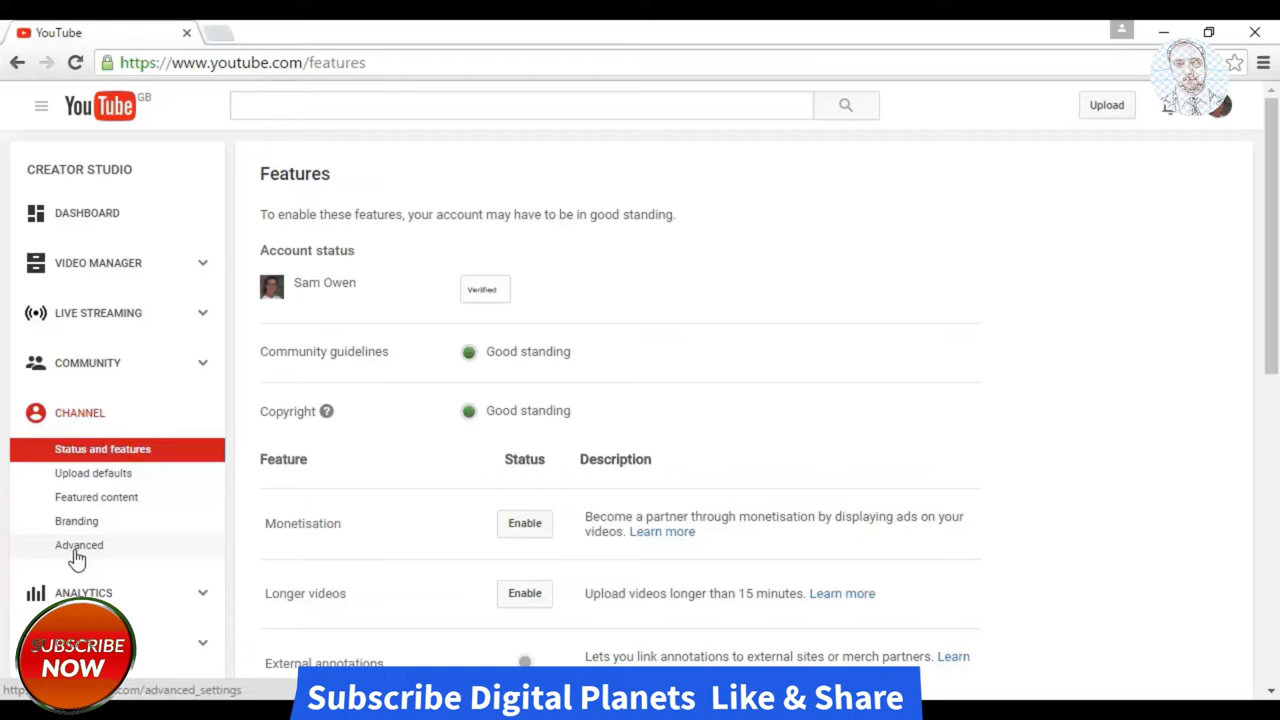 YouTube
https://www.youtube.com/features
YouTube GB
Upload
CREATOR STUDIO
DASHBOARD
VIDEO MANAGER
LIVE STREAMING
COMMUNITY
CHANNEL
Status and features
Upload defaults
Featured content
Branding
Advanced
ANALYTICS
SUBSCRIBE
NOW
com/advanced_settings
Features
To enable these features, your account may have to be in good standing.
Account status
Sam Owen
Verified
Community guidelines
Good standing
Copyright ?
Good standing
Feature Status Description
Monetisation Enable Become a partner through monetisation by displaying ads on your
videos. Learn more
Longer videos Enable Upload videos longer than 15 minutes. Learn more
External annotations Lets you link annotations to external sites or merch partners. Learn
Subscribe Digital Planets Like & Share